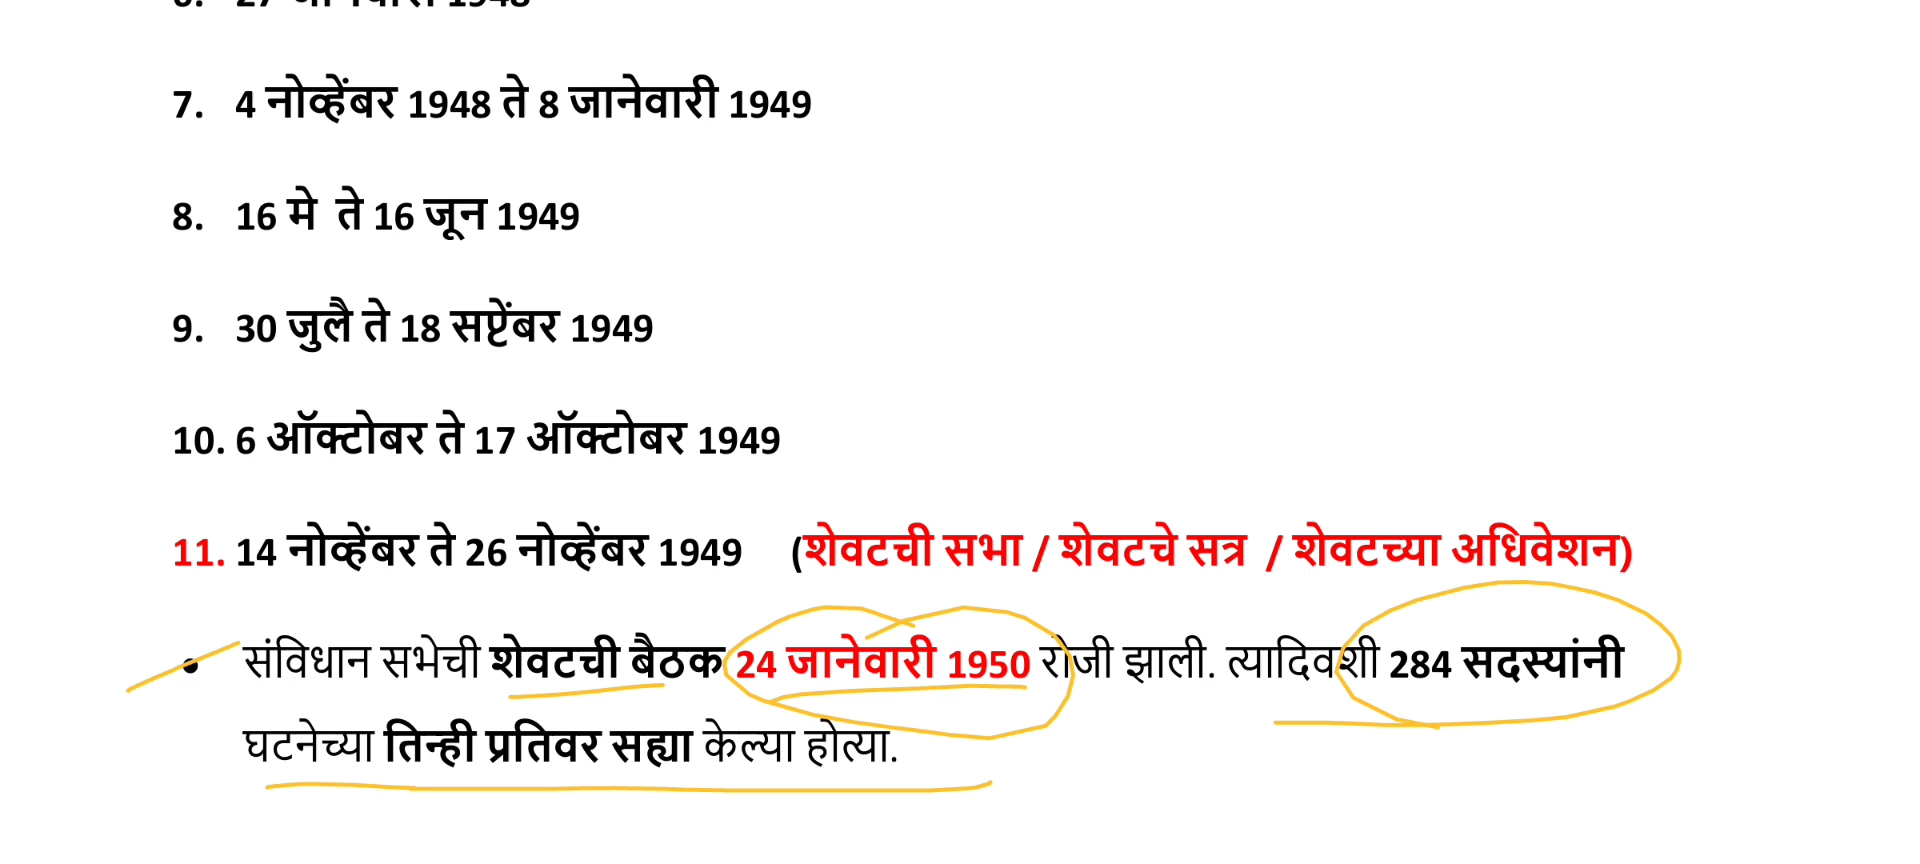 7. 4 नोव्हेंबर 1948 ते 8 जानेवारी 1949
8. 16 मे ते 16 जून 1949
9. 30 जुलै ते 18 सप्टेंबर 1949
10. 6 ऑक्टोबर ते 17 ऑक्टोबर 1949
11. 14 नोव्हेंबर ते 26 नोव्हेंबर 1949 (शेवटची सभा / शेवटचे सत्र / शेवटच्या अधिवेशन)
• संविधान सभेची शेवटची बैठक 24 जानेवारी 1950 रोजी झाली. त्यादिवशी 284 सदस्यांनी
घटनेच्या तिन्ही प्रतिवर सह्या केल्या होत्या.